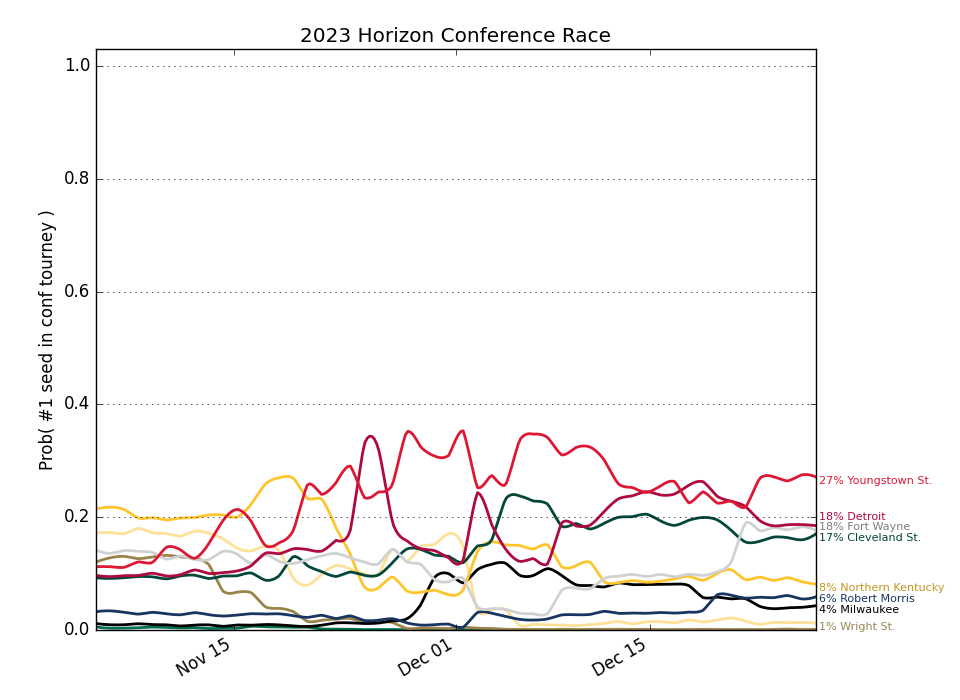 2023 Horizon Conference Race
Prob( #1 seed in conf tourney )
1.0
0.8
0.6
0.4
0.2
0.0
Nov 15
Dec 01
Dec 15
27% Youngstown St.
18% Detroit
18% Fort Wayne
17% Cleveland St.
8% Northern Kentucky
6% Robert Morris
4% Milwaukee
1% Wright St.